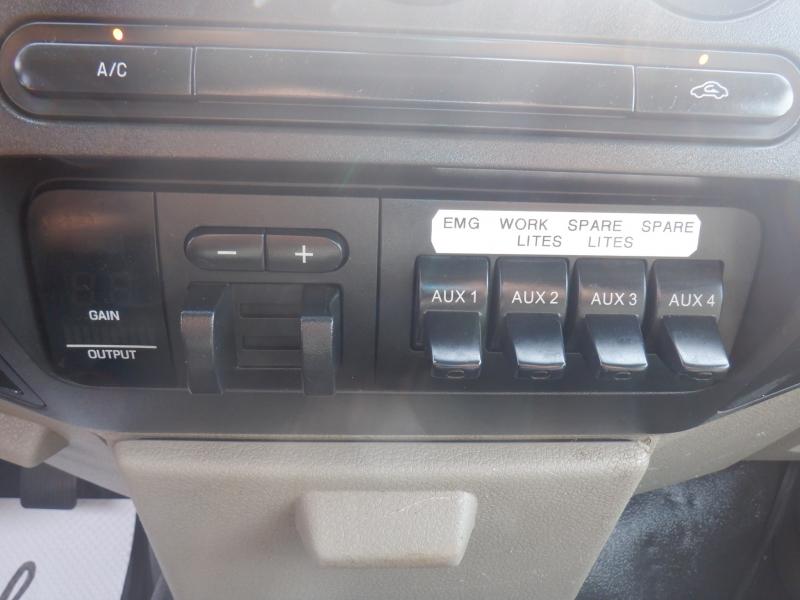 A/C
EMG WORK SPARE SPARE
LITES LITES
AUX 1 AUX 2 AUX 3 AUX 4
− +
GAIN
OUTPUT